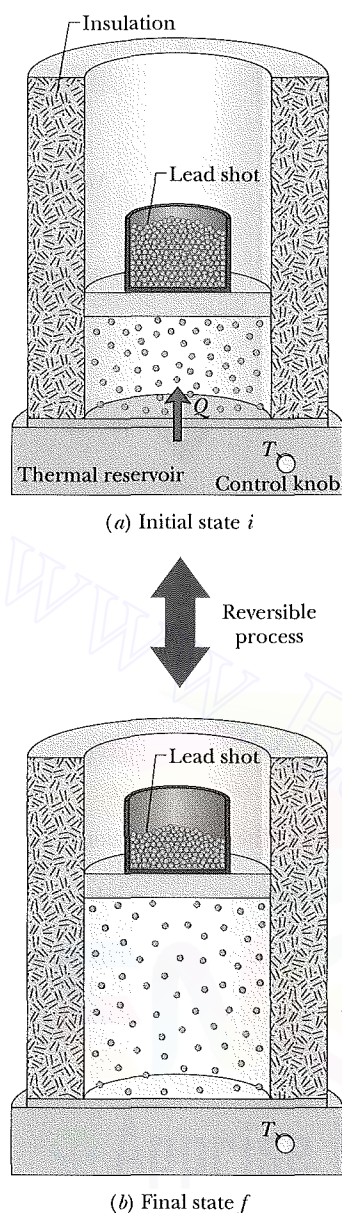 Insulation
Lead shot
Q
T
Thermal reservoir
Control knob
(a) Initial state i
Reversible
process
Lead shot
T
(b) Final state f